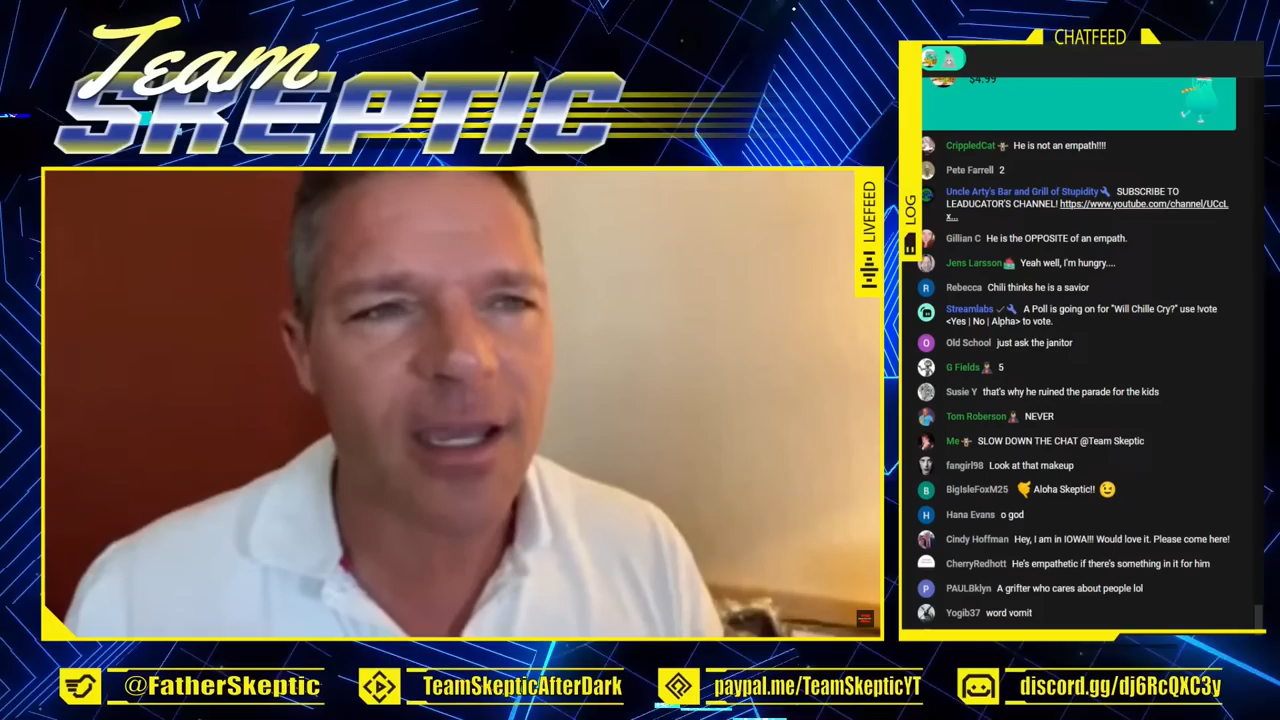 Team
SKEPTIC
CHATFEED
LIVEFEED
LOG
$4.99
CrippledCat He is not an empath!!!!
Pete Farrell 2
Uncle Arty's Bar and Grill of Stupidity SUBSCRIBE TO
LEADUCATOR'S CHANNEL! https://www.youtube.com/channel/UCcL
x...
Gillian C He is the OPPOSITE of an empath.
Jens Larsson Yeah well, I'm hungry....
R Rebecca Chili thinks he is a savior
Streamlabs A Poll is going on for "Will Chille Cry?" use !vote
<Yes | No | Alpha> to vote.
O Old School just ask the janitor
G Fields 5
Susie Y that's why he ruined the parade for the kids
Tom Roberson NEVER
Me SLOW DOWN THE CHAT @Team Skeptic
fangirl98 Look at that makeup
B BigIsleFoxM25 Aloha Skeptic!!
H Hana Evans o god
Cindy Hoffman Hey, I am in IOWA!!! Would love it. Please come here!
CherryRedhott He's empathetic if there's something in it for him
P PAULBklyn A grifter who cares about people lol
Yogib37 word vomit
@FatherSkeptic
TeamSkepticAfterDark
paypal.me/TeamSkepticYT
discord.gg/dj6RcQXC3v